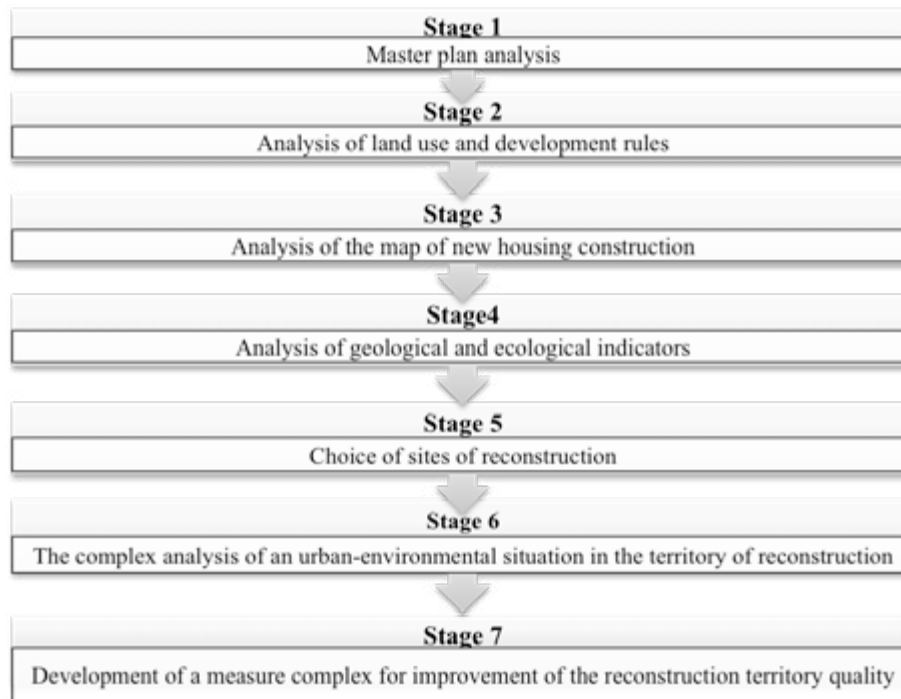 Stage 1
Master plan analysis
Stage 2
Analysis of land use and development rules
Stage 3
Analysis of the map of new housing construction
Stage4
Analysis of geological and ecological indicators
Stage 5
Choice of sites of reconstruction
Stage 6
The complex analysis of an urban-environmental situation in the territory of reconstruction
Stage 7
Development of a measure complex for improvement of the reconstruction territory quality